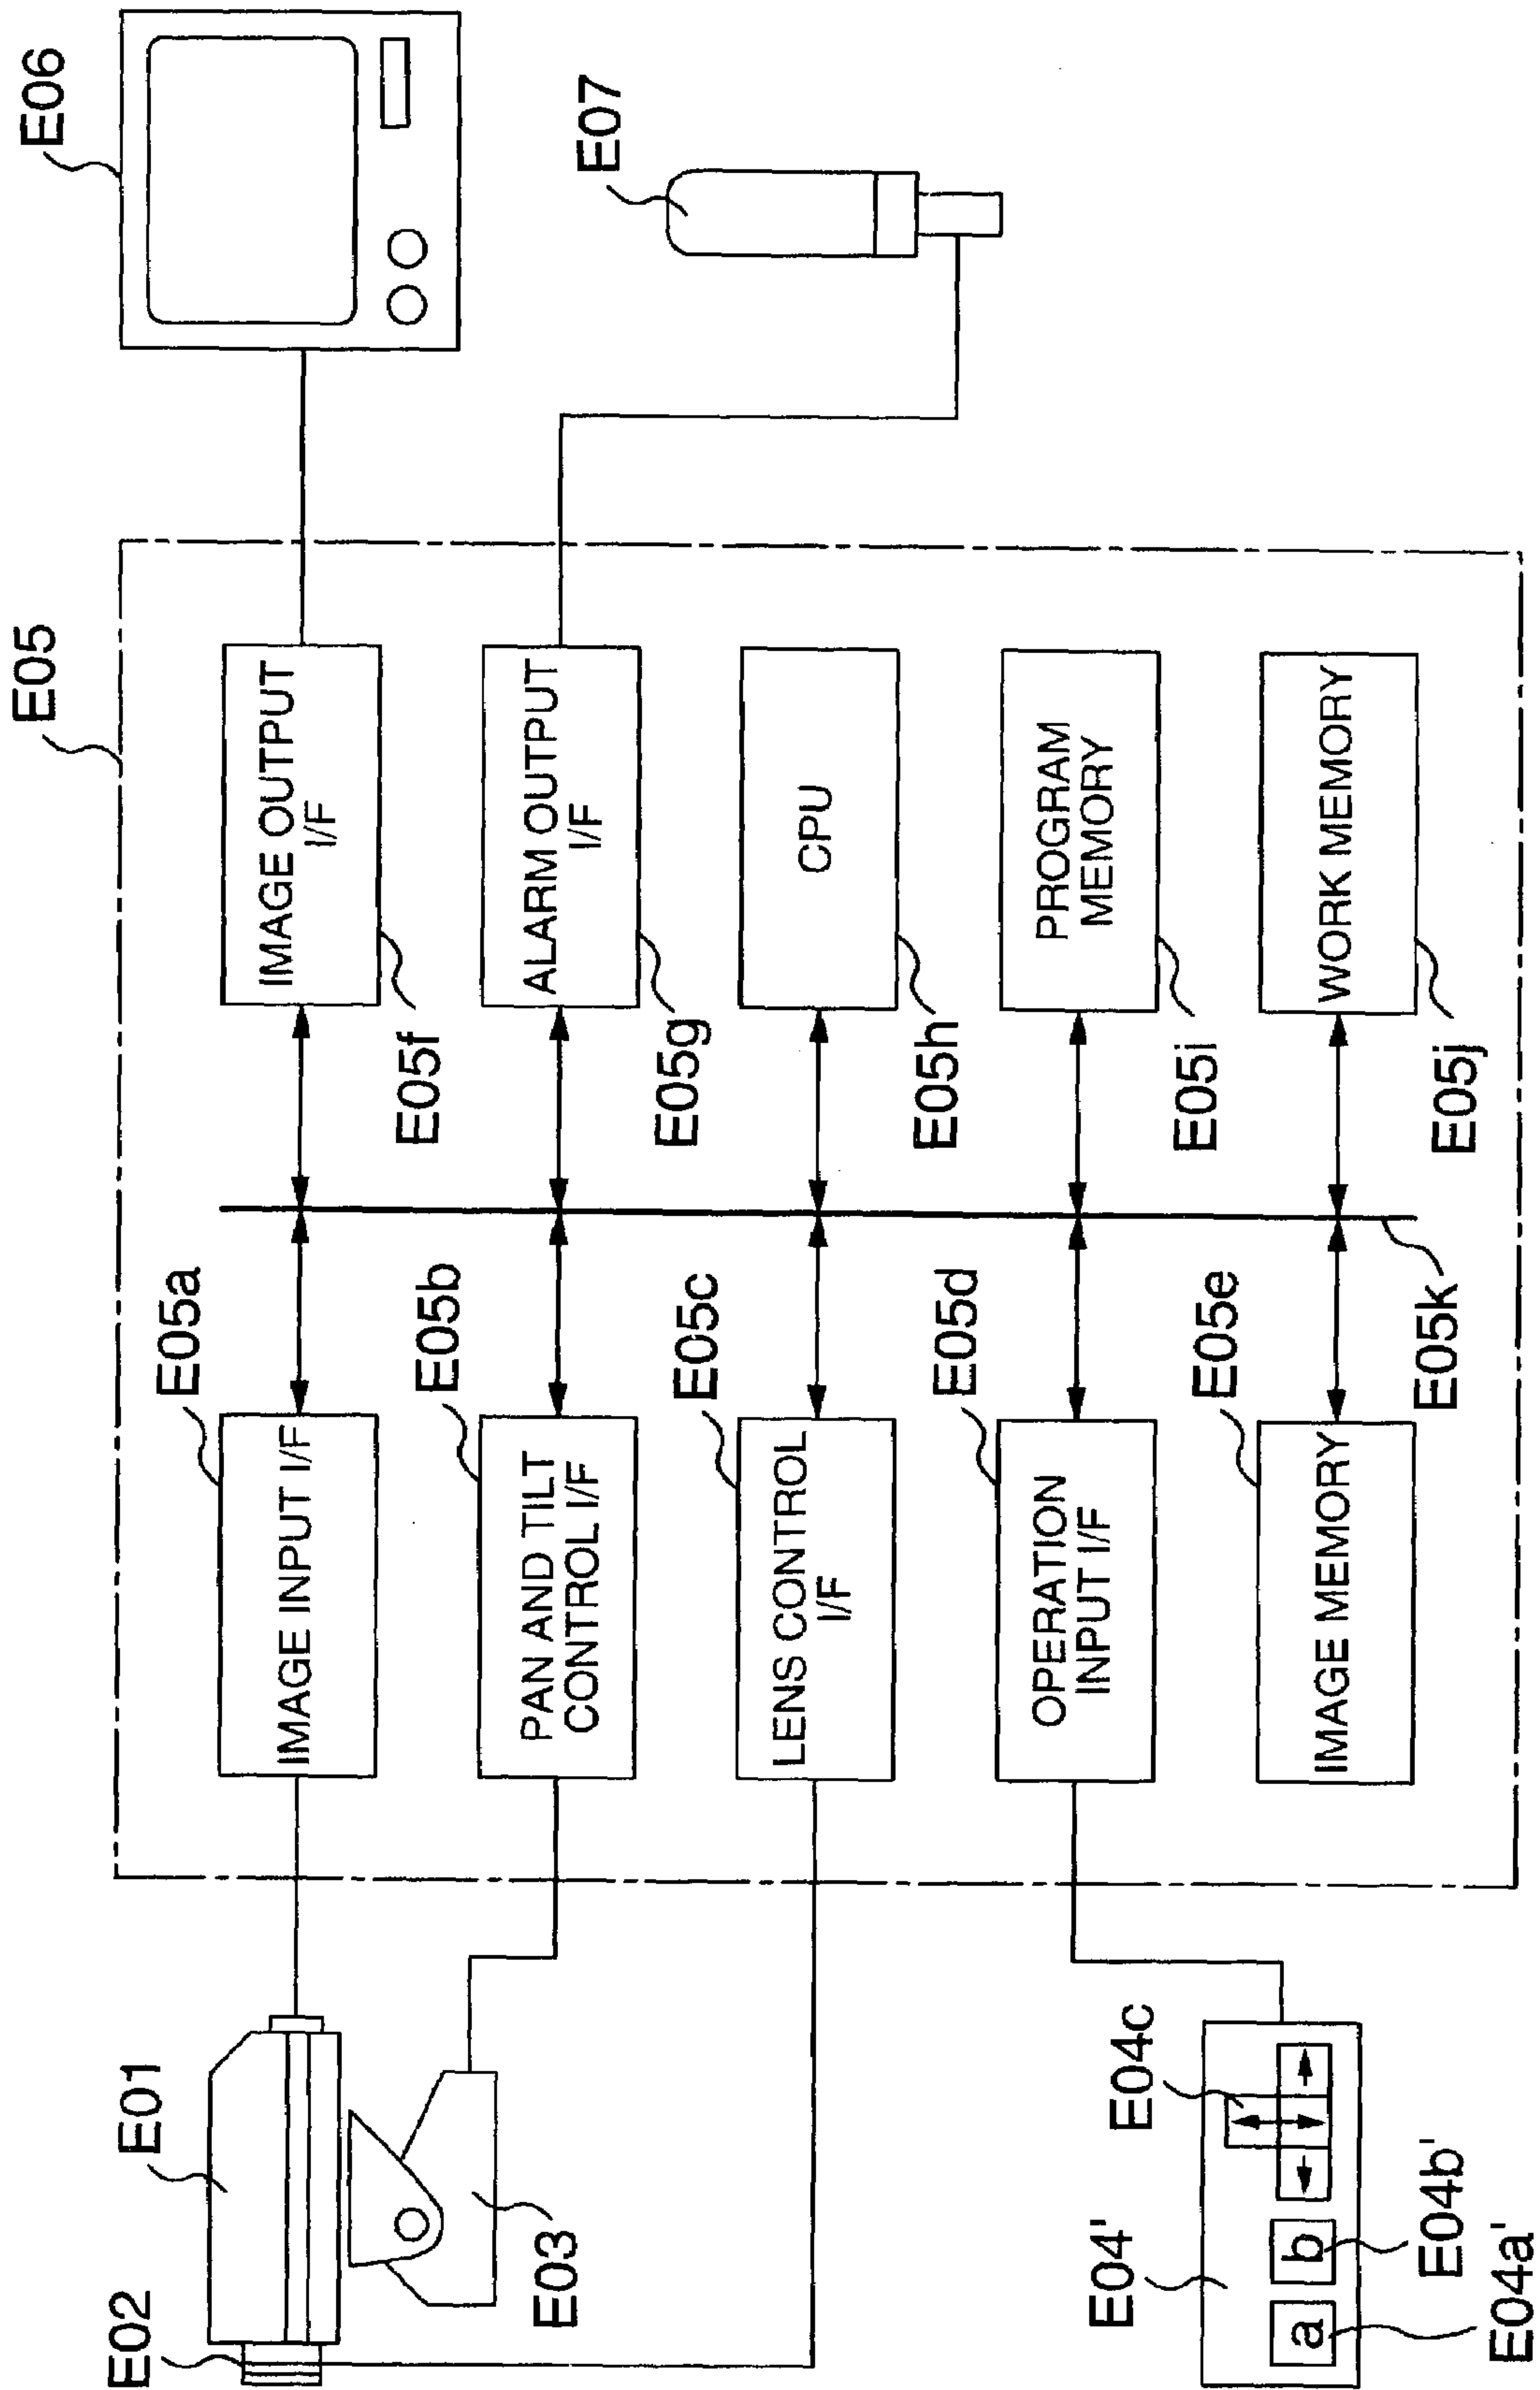 E05
E06
E01
E02
E05a
IMAGE INPUT I/F
IMAGE OUTPUT
I/F
E05f
E03
E05b
PAN AND TILT
CONTROL I/F
ALARM OUTPUT
I/F
E05g
E07
E05c
LENS CONTROL
I/F
CPU
E05h
E05d
OPERATION
INPUT I/F
PROGRAM
MEMORY
E05i
E04'
E04c
a
b
E04b'
E04a'
E05e
IMAGE MEMORY
WORK MEMORY
E05j
E05k